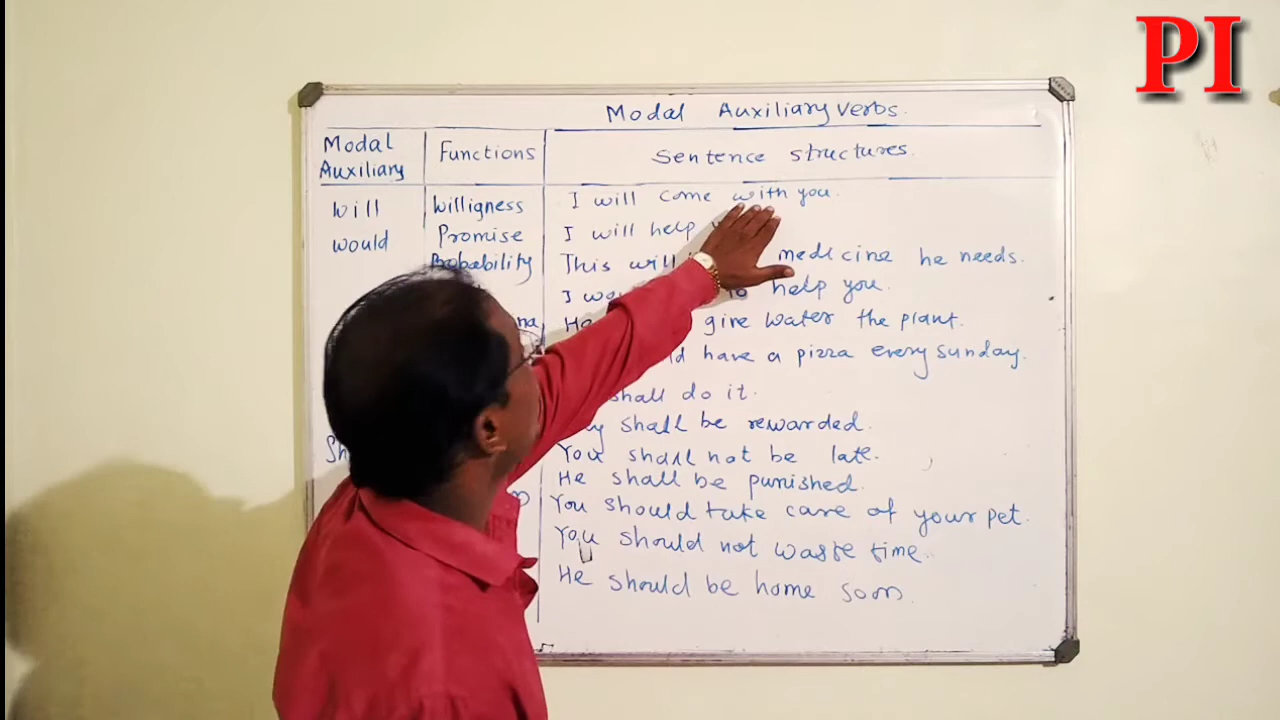 PI
Modal Auxiliary Verbs.
Modal Auxiliary Functions Sentence structures.
will Willigness I will come with you.
would Promise I will help
Probability This will medicine he needs.
I help you.
give water the plant.
have a pizza every sunday.
shall do it.
shall be rewarded.
You shall not be late.
He shall be punished.
You should take care of your pet.
You should not waste time.
He should be home soon.